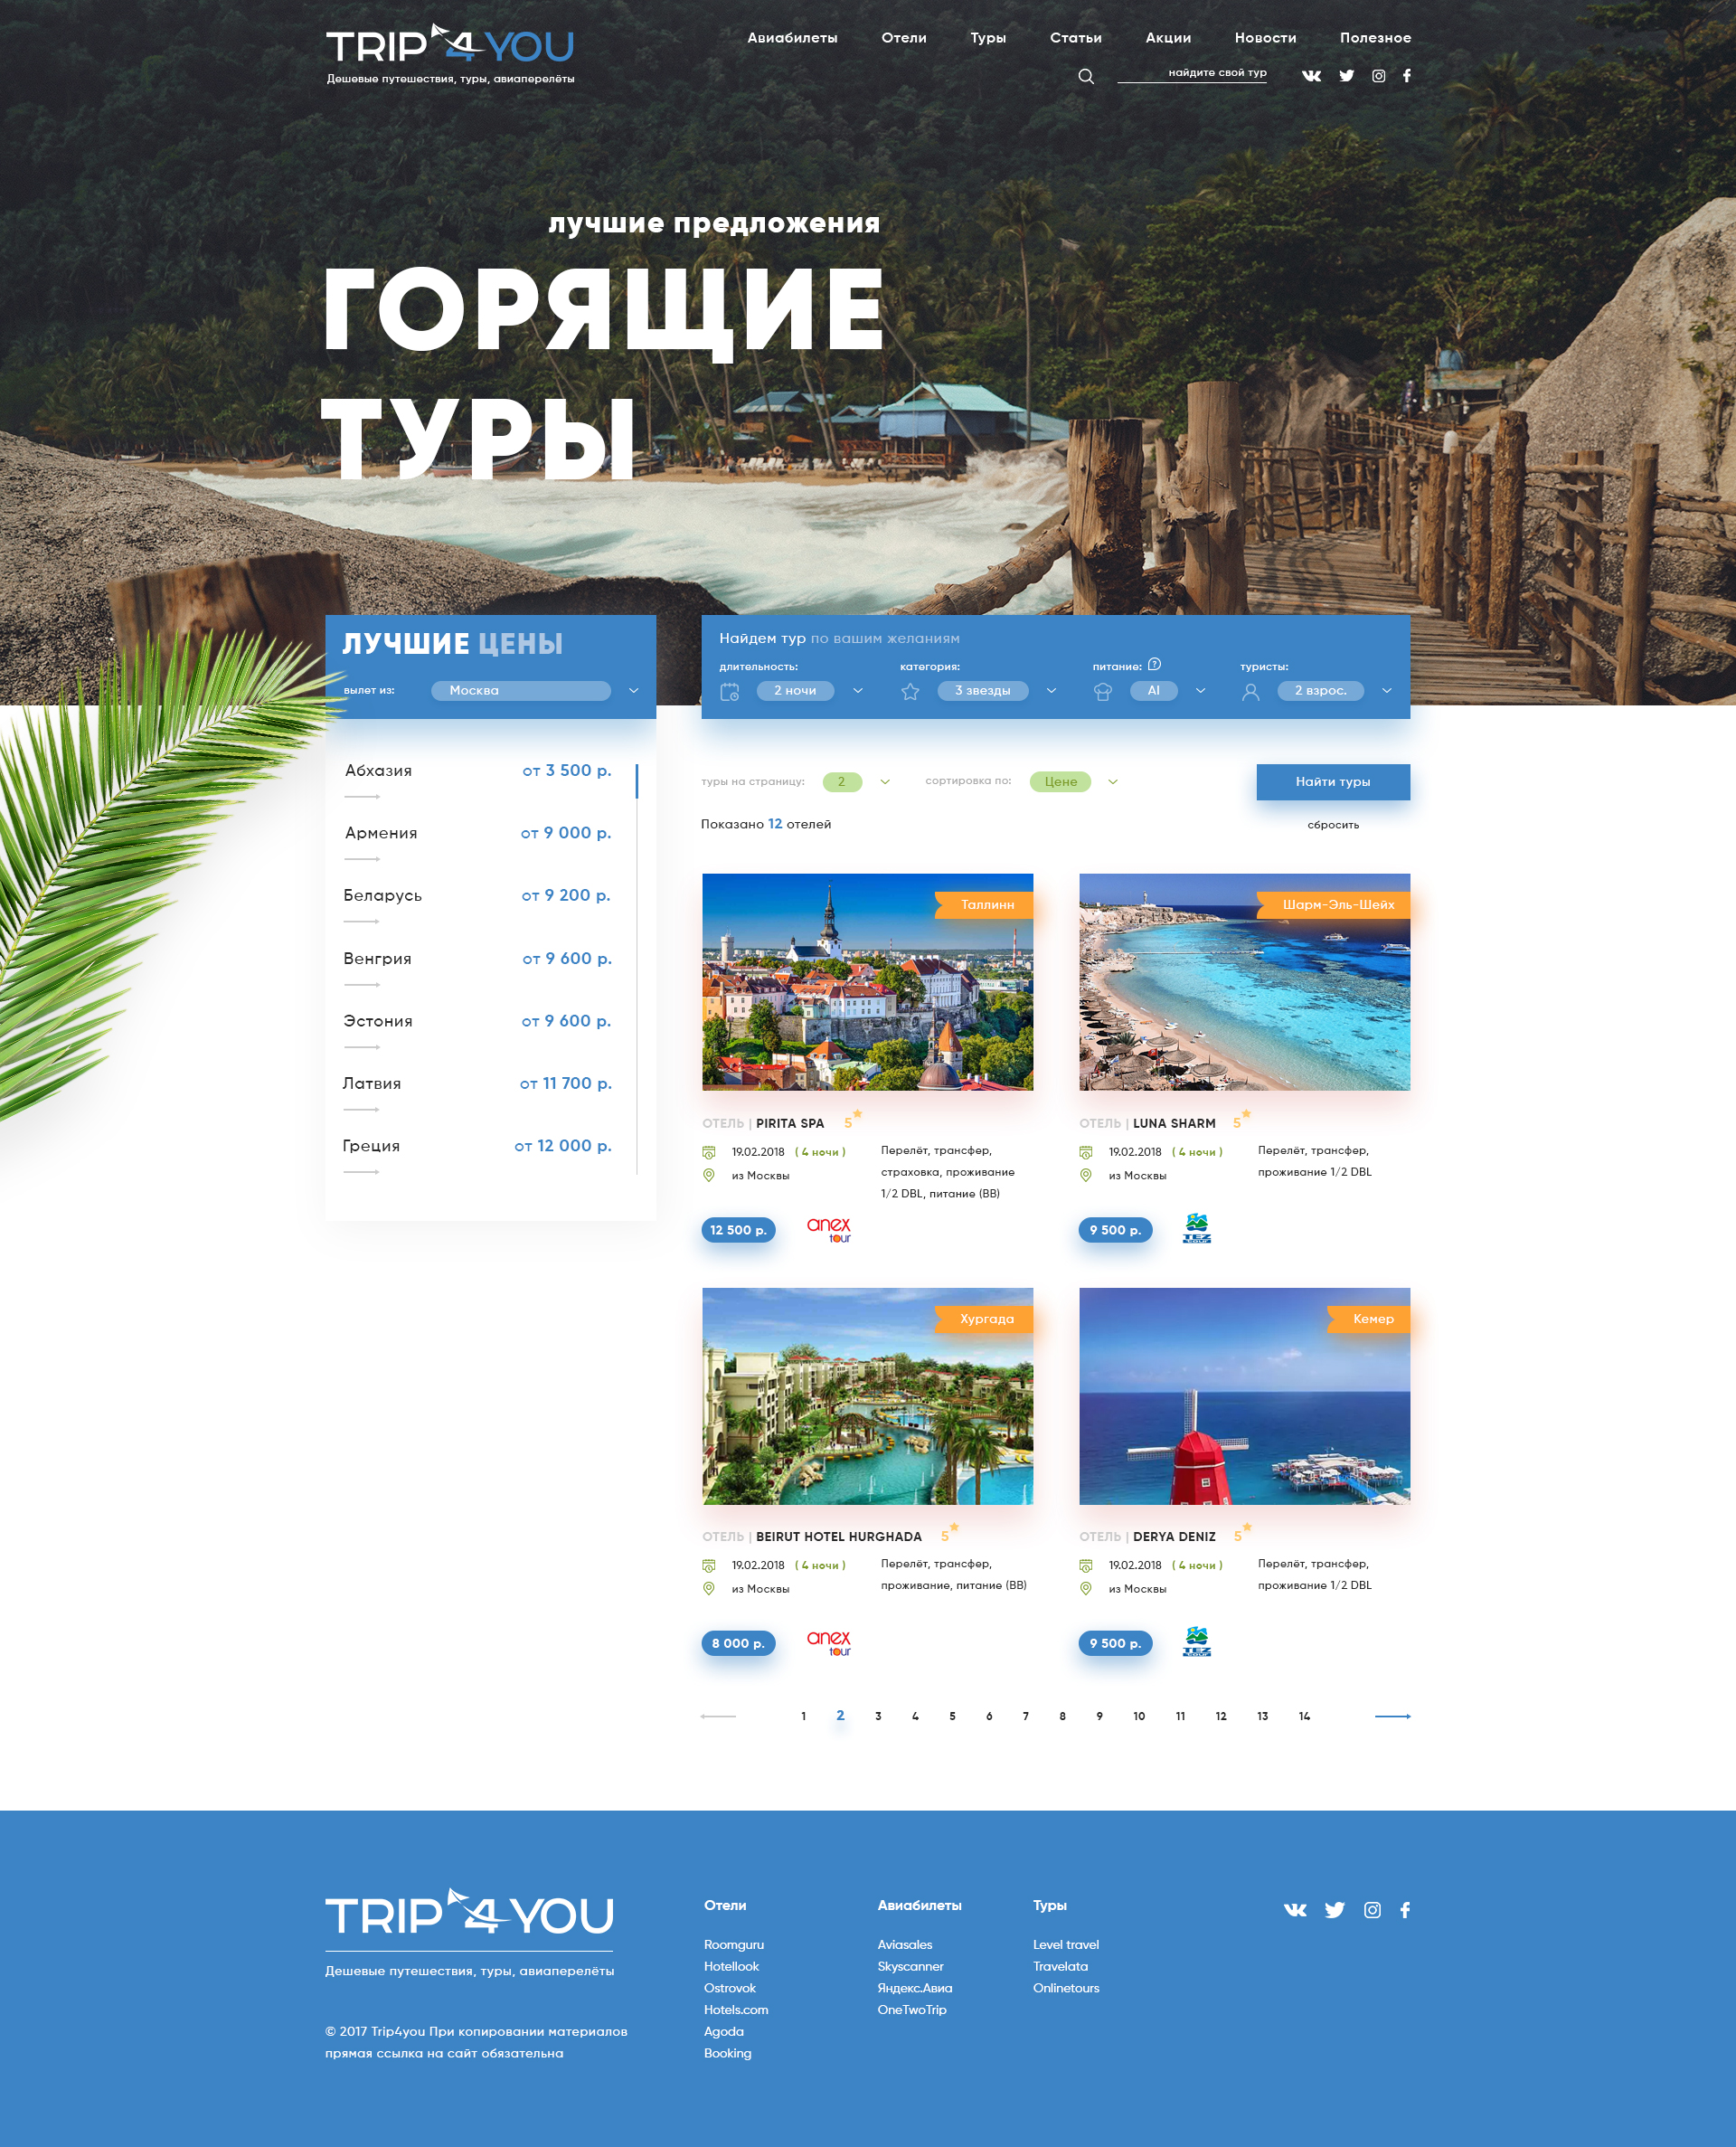 TRIP 4 YOU
Дешевые путешествия, туры, авиаперелёты
Авиабилеты Отели Туры Статьи Акции Новости Полезное
найдите свой тур
лучшие предложения
ГОРЯЩИЕ
ТУРЫ
ЛУЧШИЕ ЦЕНЫ
вылет из: Москва
Абхазия от 3 500 р.
Армения от 9 000 р.
Беларусь от 9 200 р.
Венгрия от 9 600 р.
Эстония от 9 600 р.
Латвия от 11 700 р.
Греция от 12 000 р.
Найдем тур по вашим желаниям
длительность: категория: питание: ? туристы:
2 ночи 3 звезды AI 2 взрос.
туры на страницу: 2 сортировка по: Цене Найти туры
Показано 12 отелей сбросить
Таллинн
ОТЕЛЬ | PIRITA SPA 5
19.02.2018 ( 4 ночи )
из Москвы
Перелёт, трансфер,
страховка, проживание
1/2 DBL, питание (BB)
12 500 р. anex tour
Шарм-Эль-Шейх
ОТЕЛЬ | LUNA SHARM 5
19.02.2018 ( 4 ночи )
из Москвы
Перелёт, трансфер,
проживание 1/2 DBL
9 500 р. TEZ TOUR
Хургада
ОТЕЛЬ | BEIRUT HOTEL HURGHADA 5
19.02.2018 ( 4 ночи )
из Москвы
Перелёт, трансфер,
проживание, питание (BB)
8 000 р. anex tour
Кемер
ОТЕЛЬ | DERYA DENIZ 5
19.02.2018 ( 4 ночи )
из Москвы
Перелёт, трансфер,
проживание 1/2 DBL
9 500 р. TEZ TOUR
1 2 3 4 5 6 7 8 9 10 11 12 13 14
TRIP 4 YOU
Дешевые путешествия, туры, авиаперелёты
© 2017 Trip4you При копировании материалов
прямая ссылка на сайт обязательна
Отели
Roomguru
Hotellook
Ostrovok
Hotels.com
Agoda
Booking
Авиабилеты
Aviasales
Skyscanner
Яндекс.Авиа
OneTwoTrip
Туры
Level travel
Travelata
Onlinetours